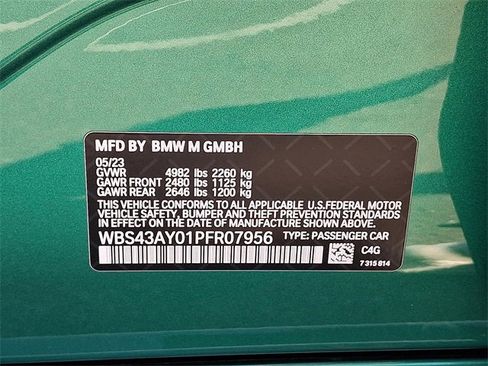 MFD BY BMW M GMBH
05/23
GVWR 4982 lbs 2260 kg
GAWR FRONT 2480 lbs 1125 kg
GAWR REAR 2646 lbs 1200 kg
THIS VEHICLE CONFORMS TO ALL APPLICABLE U.S.FEDERAL MOTOR
VEHICLE SAFETY, BUMPER AND THEFT PREVENTION STANDARDS IN
EFFECT ON THE DATE OF MANUFACTURE SHOWN ABOVE.
WBS43AY01PFR07956 TYPE: PASSENGER CAR
C4G
7 315 814